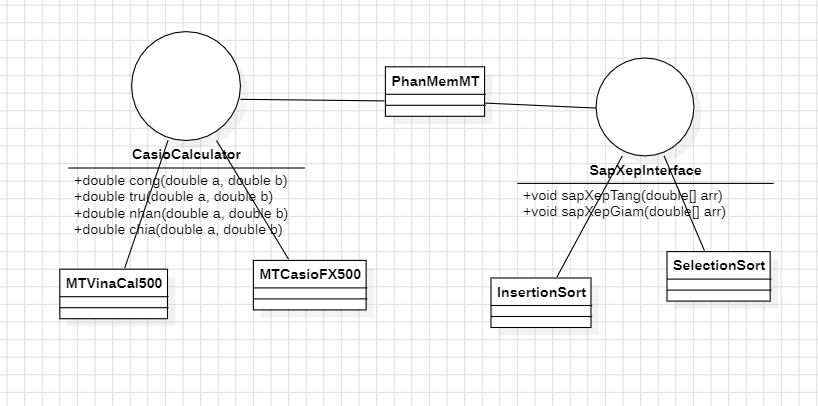 PhanMemMT
CasioCalculator
+double cong(double a, double b)
+double tru(double a, double b)
+double nhan(double a, double b)
+double chia(double a, double b)
SapXepInterface
+void sapXepTang(double[] arr)
+void sapXepGiam(double[] arr)
MTVinaCal500
MTCasioFX500
InsertionSort
SelectionSort